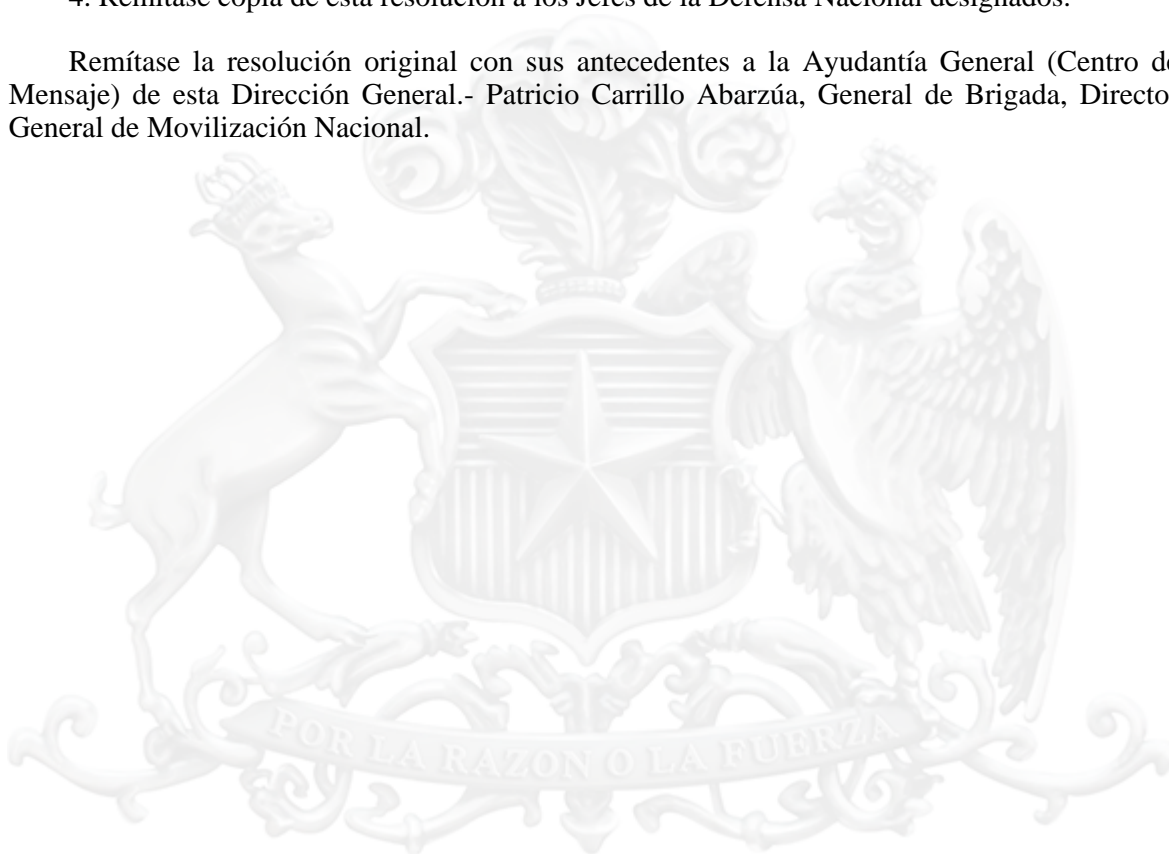 4. Remítase copia de esta resolución a los Jefes de la Defensa Nacional designados.
Remítase la resolución original con sus antecedentes a la Ayudantía General (Centro de
Mensaje) de esta Dirección General.- Patricio Carrillo Abarzúa, General de Brigada, Director
General de Movilización Nacional.
POR LA RAZON O LA FUERZA